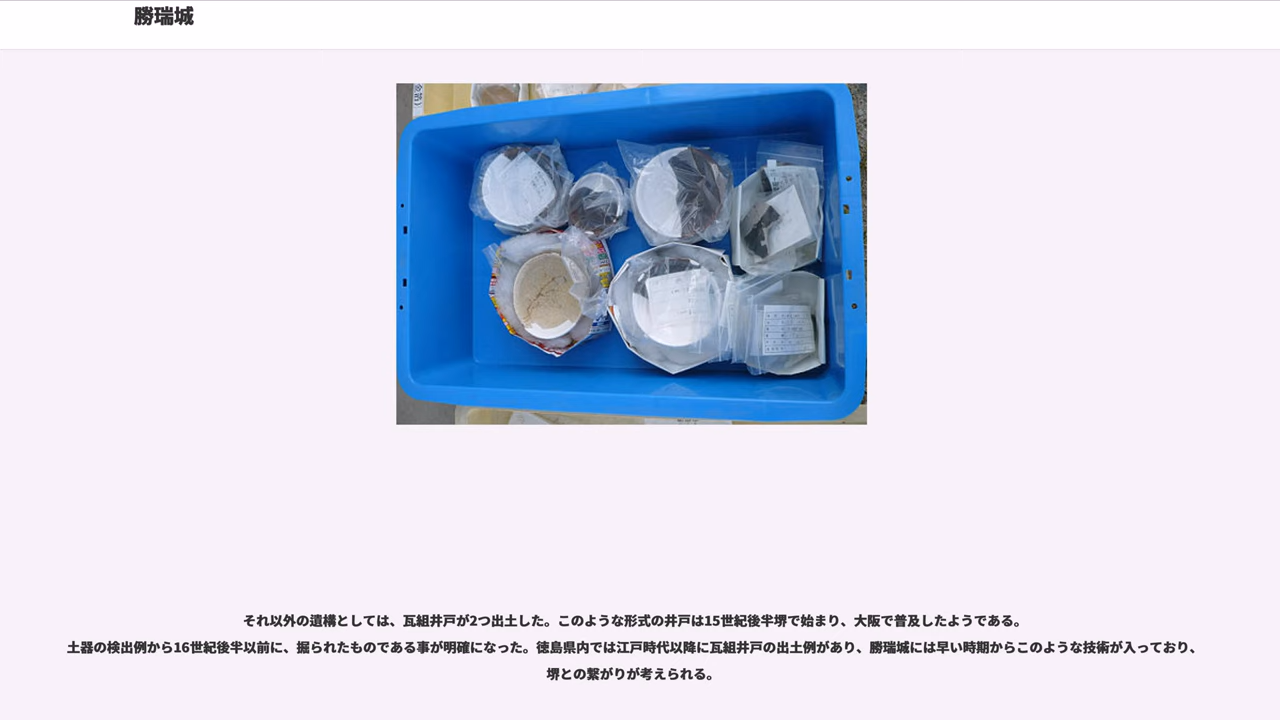 勝瑞城
それ以外の遺構としては、瓦組井戸が2つ出土した。このような形式の井戸は15世紀後半堺で始まり、大阪で普及したようである。
土器の検出例から16世紀後半以前に、掘られたものである事が明確になった。徳島県内では江戸時代以降に瓦組井戸の出土例があり、勝瑞城には早い時期からこのような技術が入っており、
堺との繋がりが考えられる。